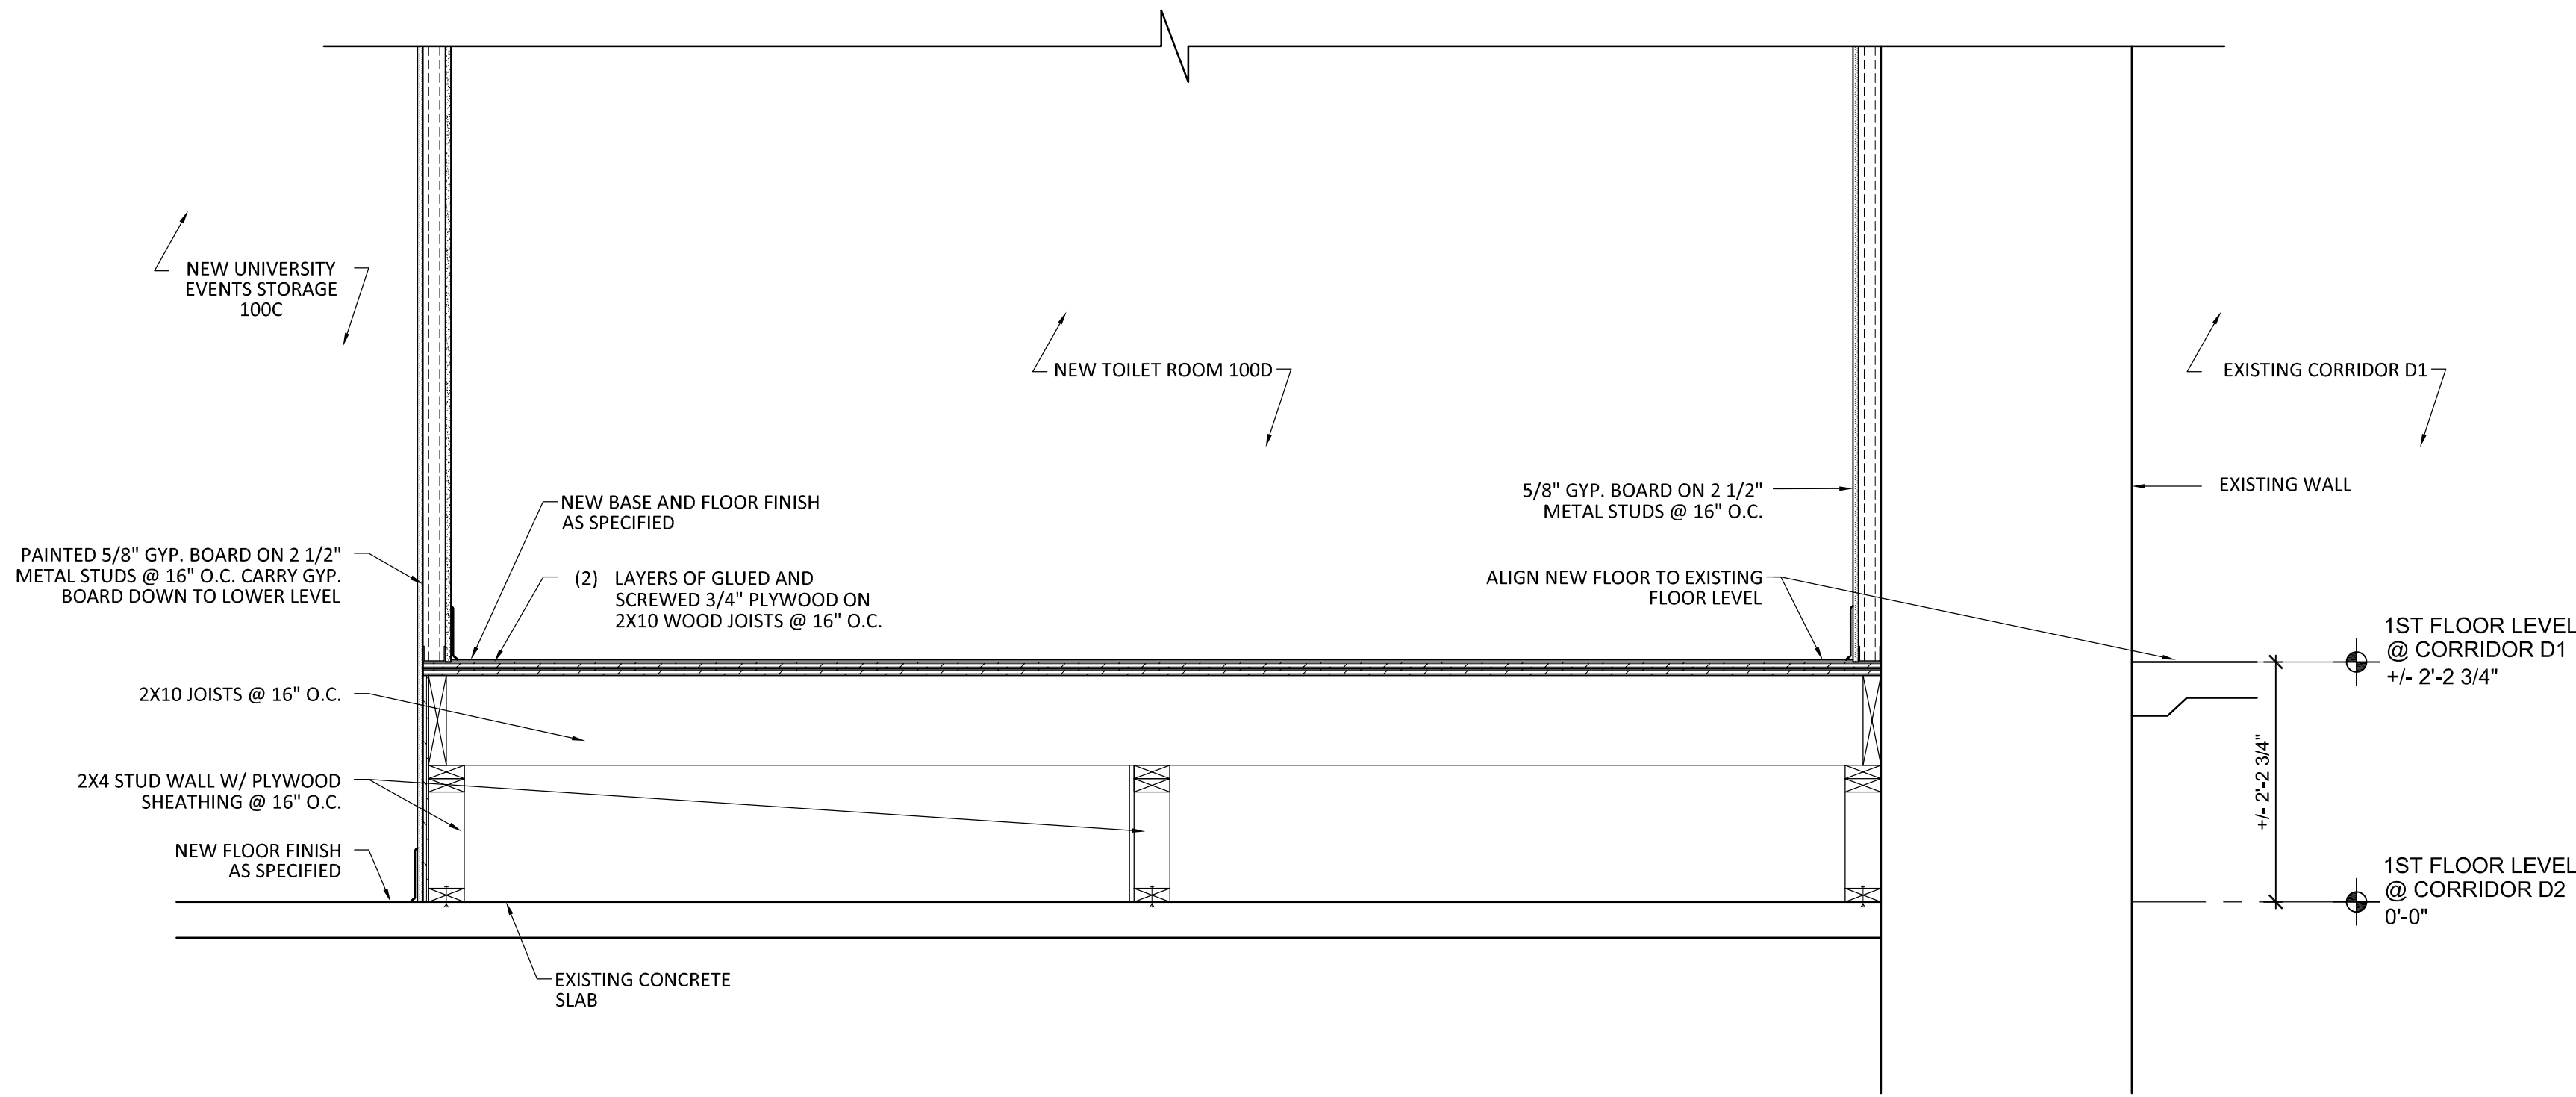 NEW UNIVERSITY
EVENTS STORAGE
100C
NEW TOILET ROOM 100D
EXISTING CORRIDOR D1
EXISTING WALL
5/8" GYP. BOARD ON 2 1/2"
METAL STUDS @ 16" O.C.
NEW BASE AND FLOOR FINISH
AS SPECIFIED
PAINTED 5/8" GYP. BOARD ON 2 1/2"
METAL STUDS @ 16" O.C. CARRY GYP.
BOARD DOWN TO LOWER LEVEL
(2) LAYERS OF GLUED AND
SCREWED 3/4" PLYWOOD ON
2X10 WOOD JOISTS @ 16" O.C.
ALIGN NEW FLOOR TO EXISTING
FLOOR LEVEL
1ST FLOOR LEVEL
@ CORRIDOR D1
+/- 2'-2 3/4"
2X10 JOISTS @ 16" O.C.
2X4 STUD WALL W/ PLYWOOD
SHEATHING @ 16" O.C.
+/- 2'-2 3/4"
NEW FLOOR FINISH
AS SPECIFIED
1ST FLOOR LEVEL
@ CORRIDOR D2
0'-0"
EXISTING CONCRETE
SLAB